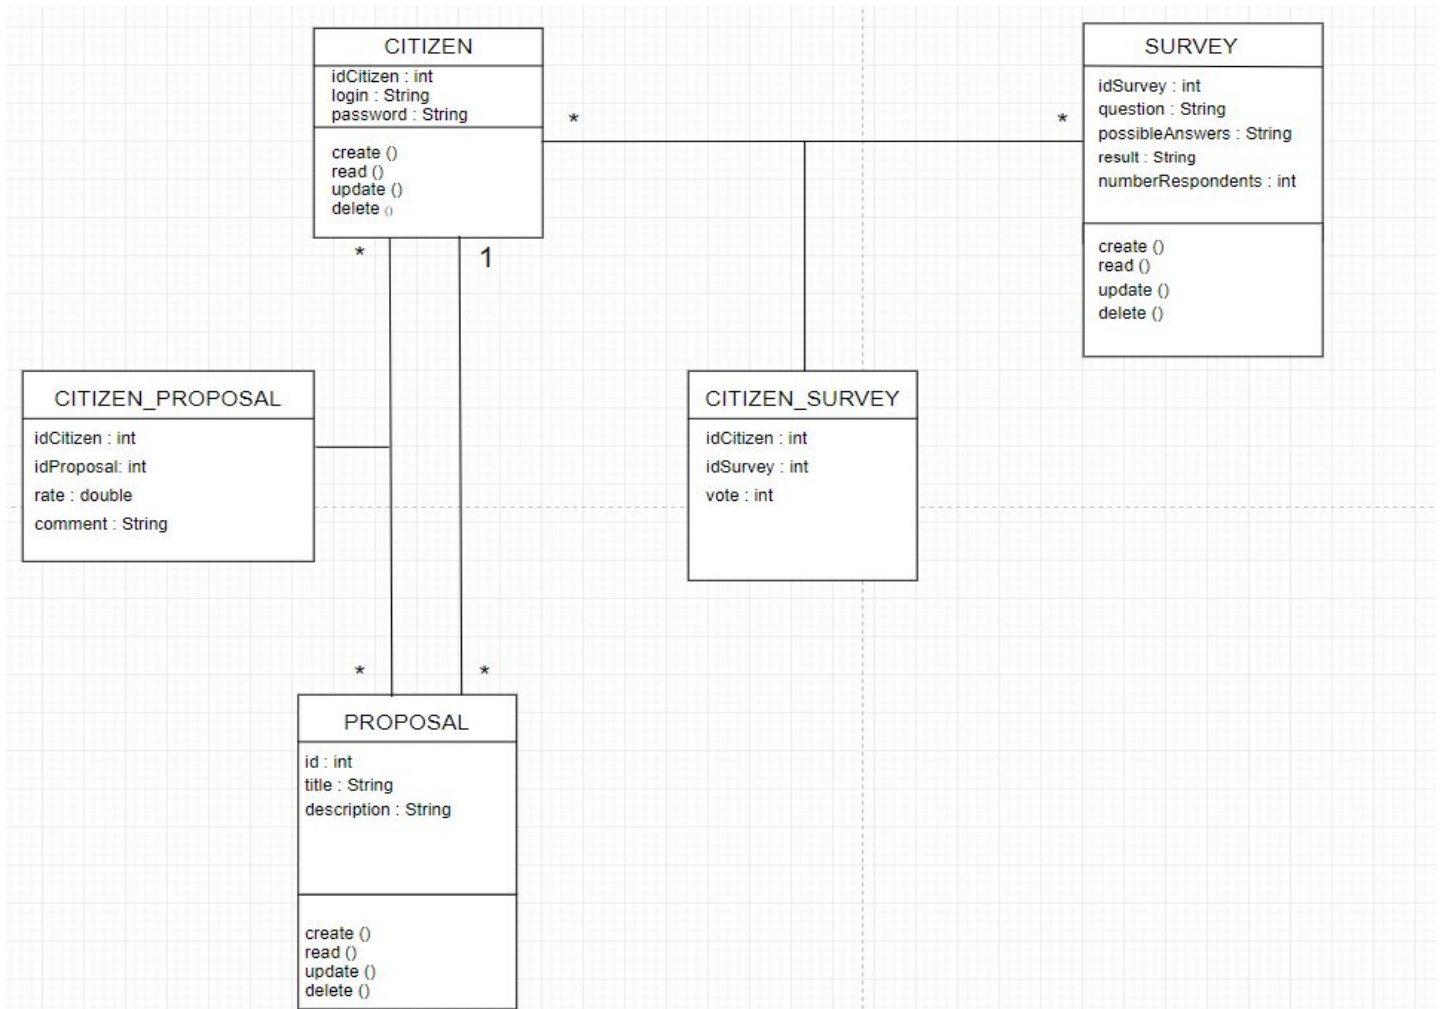 CITIZEN
idCitizen : int
login : String
password : String
create ()
read ()
update ()
delete ()
*
*
SURVEY
idSurvey : int
question : String
possibleAnswers : String
result : String
numberRespondents : int
create ()
read ()
update ()
delete ()
*
1
CITIZEN_PROPOSAL
idCitizen : int
idProposal: int
rate : double
comment : String
CITIZEN_SURVEY
idCitizen : int
idSurvey : int
vote : int
*
*
PROPOSAL
id : int
title : String
description : String
create ()
read ()
update ()
delete ()